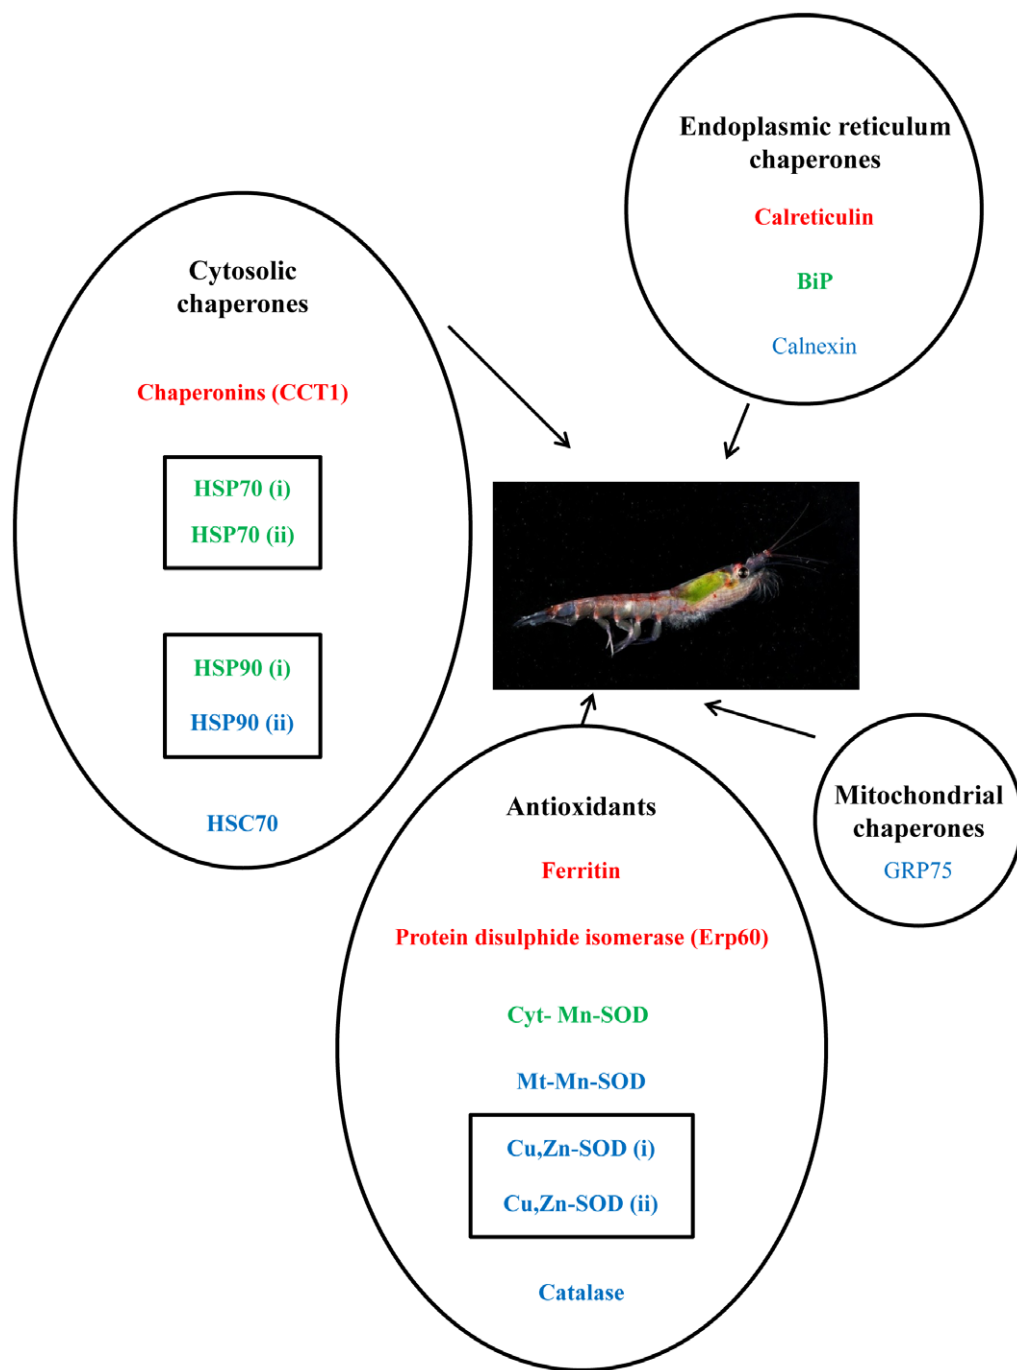 Endoplasmic reticulum
chaperones
Calreticulin
BiP
Calnexin
Cytosolic
chaperones
Chaperonins (CCT1)
HSP70 (i)
HSP70 (ii)
HSP90 (i)
HSP90 (ii)
HSC70
Antioxidants
Ferritin
Protein disulphide isomerase (Erp60)
Cyt- Mn-SOD
Mt-Mn-SOD
Cu,Zn-SOD (i)
Cu,Zn-SOD (ii)
Catalase
Mitochondrial
chaperones
GRP75